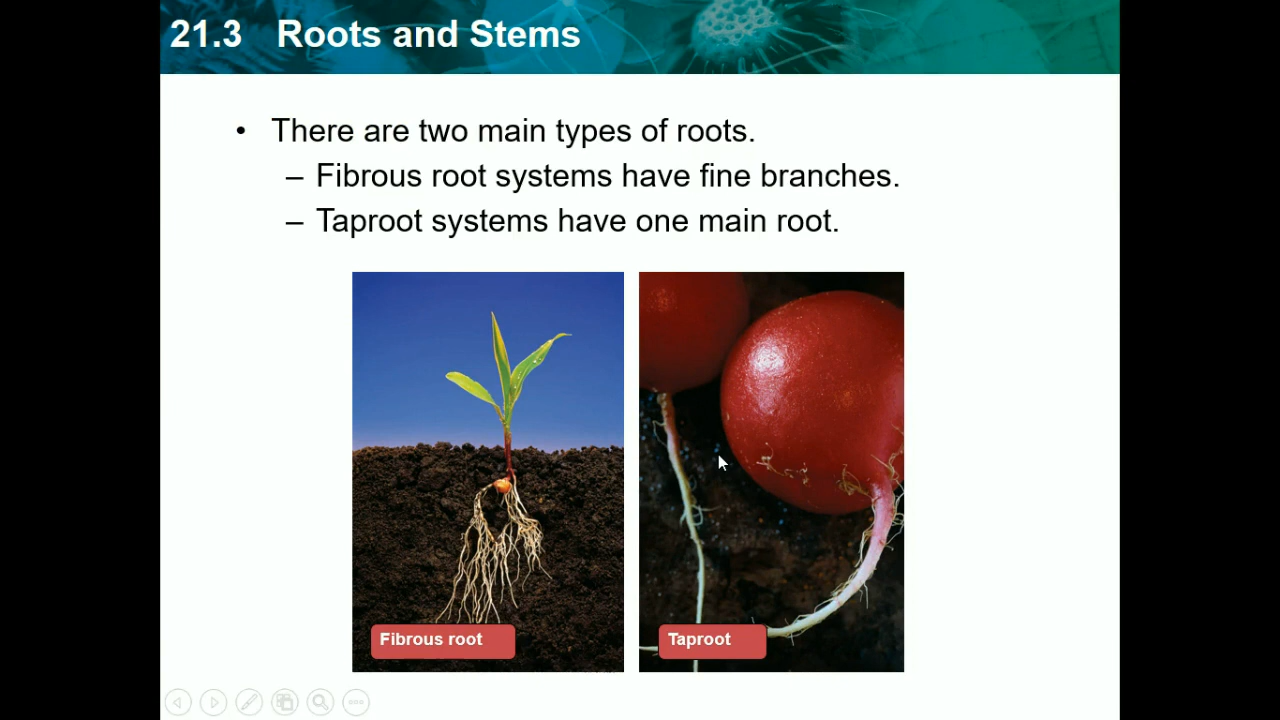 21.3 Roots and Stems
• There are two main types of roots.
– Fibrous root systems have fine branches.
– Taproot systems have one main root.
Fibrous root
Taproot